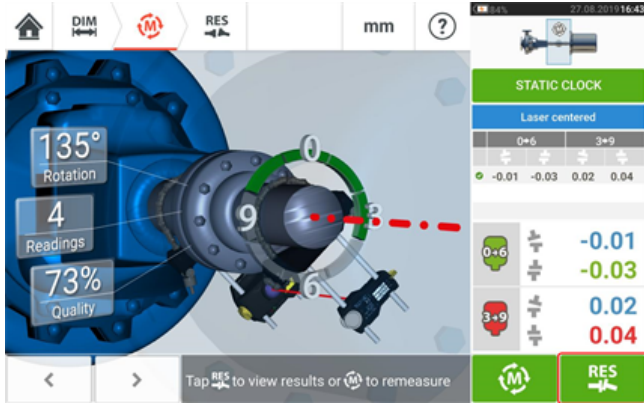 DIM
M
RES
mm
?
84%
27.08.2019 16:43
0
9
3
6
135°
Rotation
4
Readings
73%
Quality
Tap RES to view results or M to remeasure
STATIC CLOCK
Laser centered
0→6 3→9
-0.01 -0.03 0.02 0.04
0→6
-0.01
-0.03
3→9
0.02
0.04
M
RES